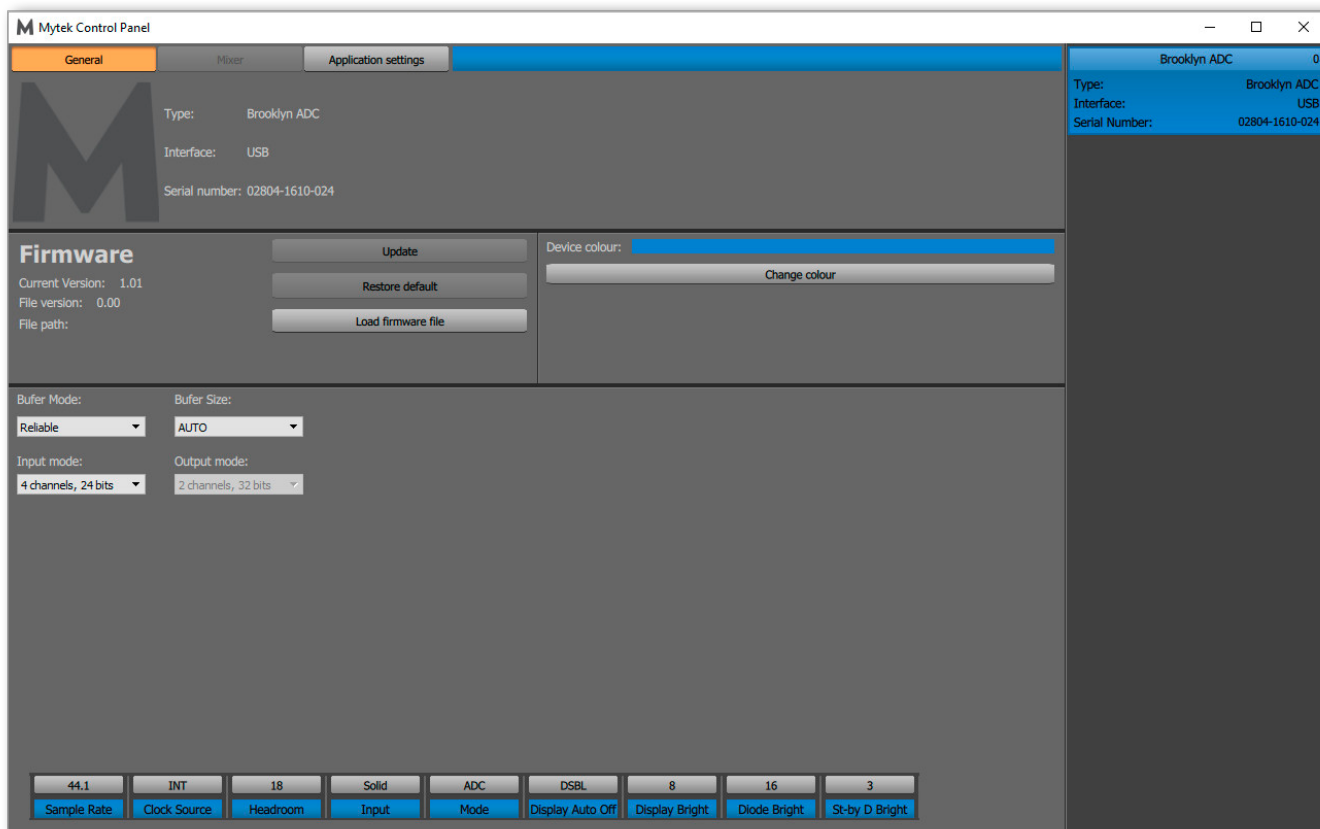 Mytek Control Panel
General
Mixer
Application settings
Brooklyn ADC 0
Type: Brooklyn ADC
Interface: USB
Serial Number: 02804-1610-024
Type: Brooklyn ADC
Interface: USB
Serial number: 02804-1610-024
Firmware
Current Version: 1.01
File version: 0.00
File path:
Update
Restore default
Load firmware file
Device colour:
Change colour
Bufer Mode: Bufer Size:
Reliable AUTO
Input mode: Output mode:
4 channels, 24 bits 2 channels, 32 bits
44.1 INT 18 Solid ADC DSBL 8 16 3
Sample Rate Clock Source Headroom Input Mode Display Auto Off Display Bright Diode Bright St-by D Bright